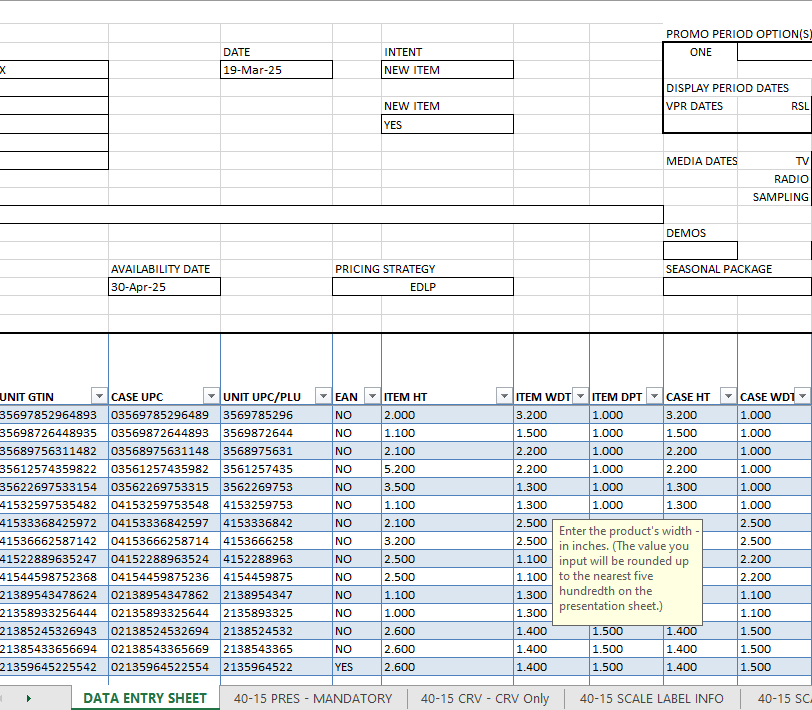 PROMO PERIOD OPTION(S)
DATE INTENT ONE
X 19-Mar-25 NEW ITEM
DISPLAY PERIOD DATES
NEW ITEM VPR DATES RSL
YES
MEDIA DATES TV
RADIO
SAMPLING
DEMOS
AVAILABILITY DATE PRICING STRATEGY SEASONAL PACKAGE
30-Apr-25 EDLP
UNIT GTIN CASE UPC UNIT UPC/PLU EAN ITEM HT ITEM WDT ITEM DPT CASE HT CASE WDT
35697852964893 03569785296489 3569785296 NO 2.000 3.200 1.000 3.200 1.000
35698726448935 03569872644893 3569872644 NO 1.100 1.500 1.000 1.500 1.000
35689756311482 03568975631148 3568975631 NO 2.100 2.200 1.000 2.200 1.000
35612574359822 03561257435982 3561257435 NO 5.200 2.200 1.000 2.200 1.000
35622697533154 03562269753315 3562269753 NO 3.500 1.300 1.000 1.300 1.000
41532597535482 04153259753548 4153259753 NO 1.100 1.300 1.000 1.300 1.000
41533368425972 04153336842597 4153336842 NO 2.100 2.500 2.500
41536662587142 04153666258714 4153666258 NO 3.200 2.500 2.500
41522889635247 04152288963524 4152288963 NO 2.500 1.100 2.200
41544598752368 04154459875236 4154459875 NO 2.500 1.100 2.200
21389543478624 02138954347862 2138954347 NO 1.100 1.300 1.100
21358933256444 02135893325644 2135893325 NO 1.000 1.300 1.100
21385245326943 02138524532694 2138524532 NO 2.600 1.400 1.500 1.400 1.500
21385433656694 02138543365669 2138543365 NO 2.600 1.400 1.500 1.400 1.500
21359645225542 02135964522554 2135964522 YES 2.600 1.400 1.500 1.400 1.500
Enter the product's width -
in inches. (The value you
input will be rounded up
to the nearest five
hundredth on the
presentation sheet.)
DATA ENTRY SHEET 40-15 PRES - MANDATORY 40-15 CRV - CRV Only 40-15 SCALE LABEL INFO 40-15 SCA